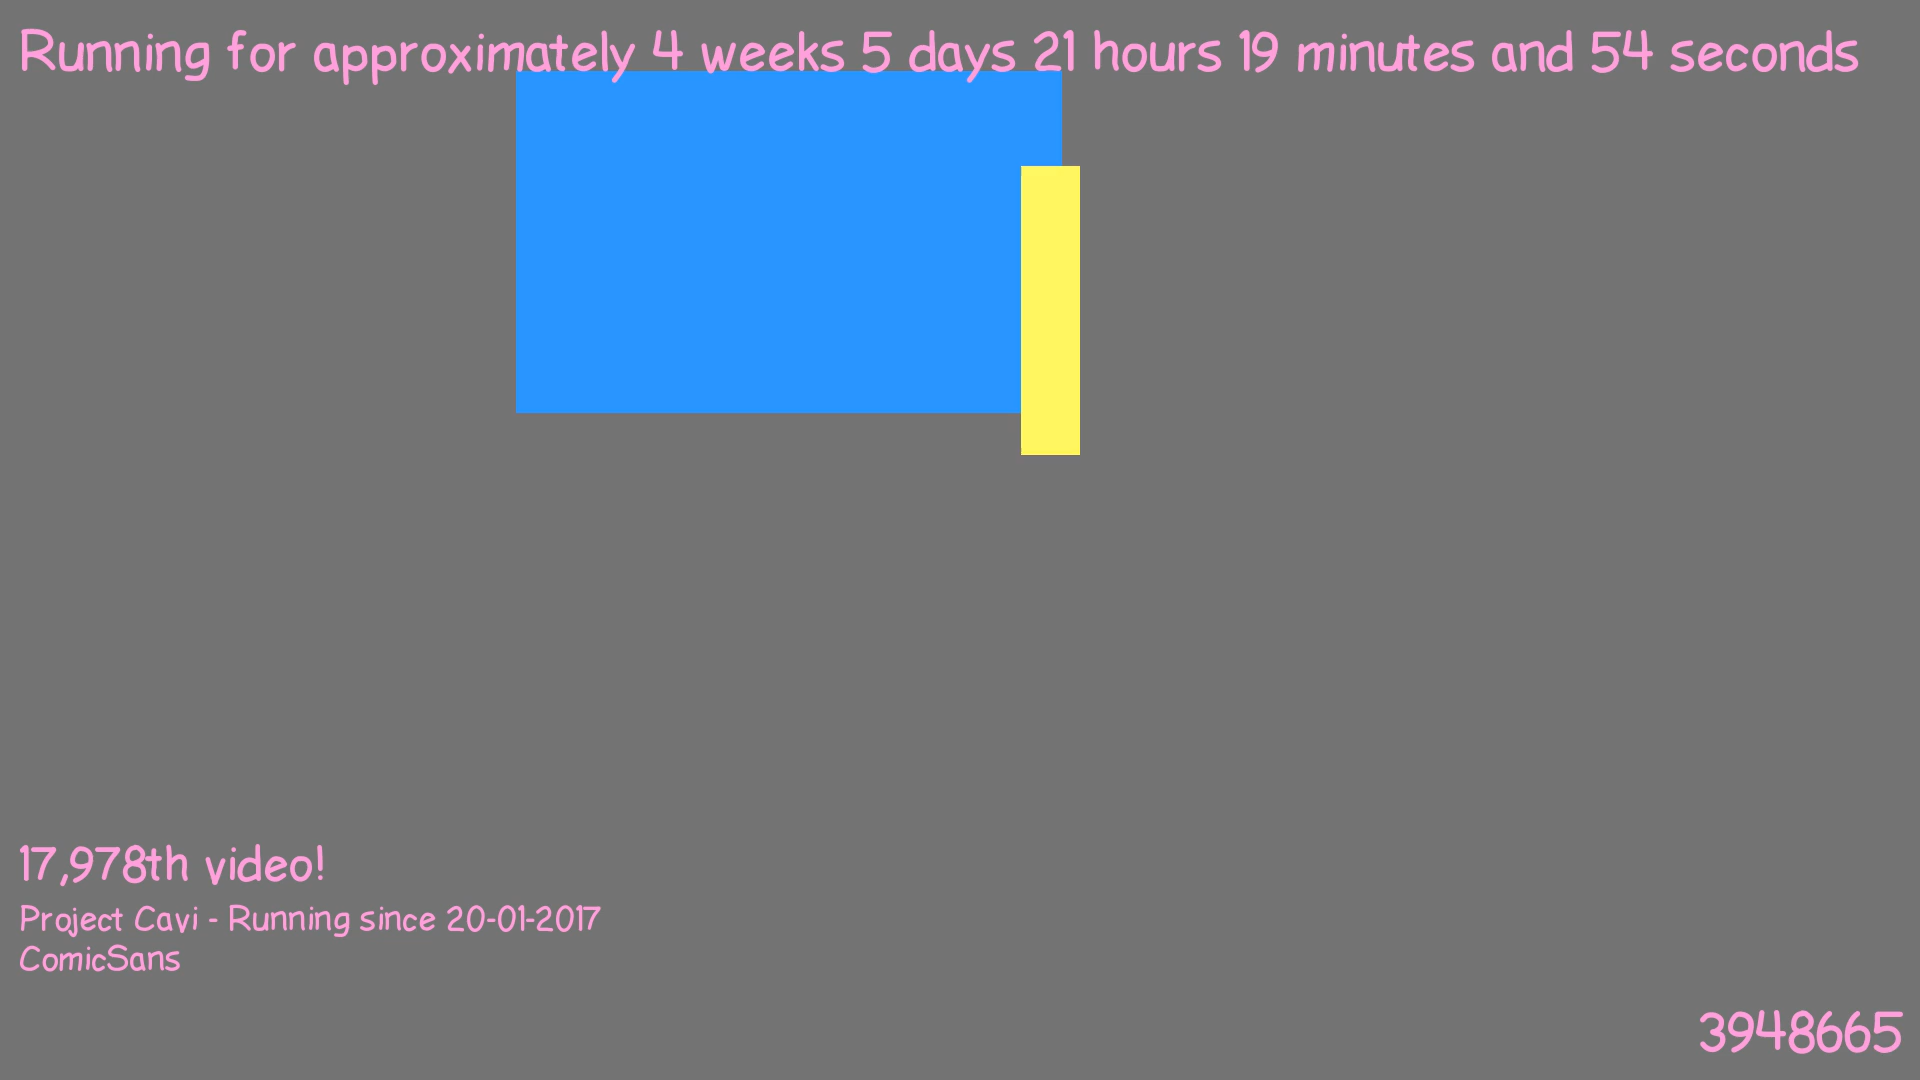 Running for approximately 4 weeks 5 days 21 hours 19 minutes and 54 seconds
17,978th video!
Project Cavi - Running since 20-01-2017
ComicSans
3948665